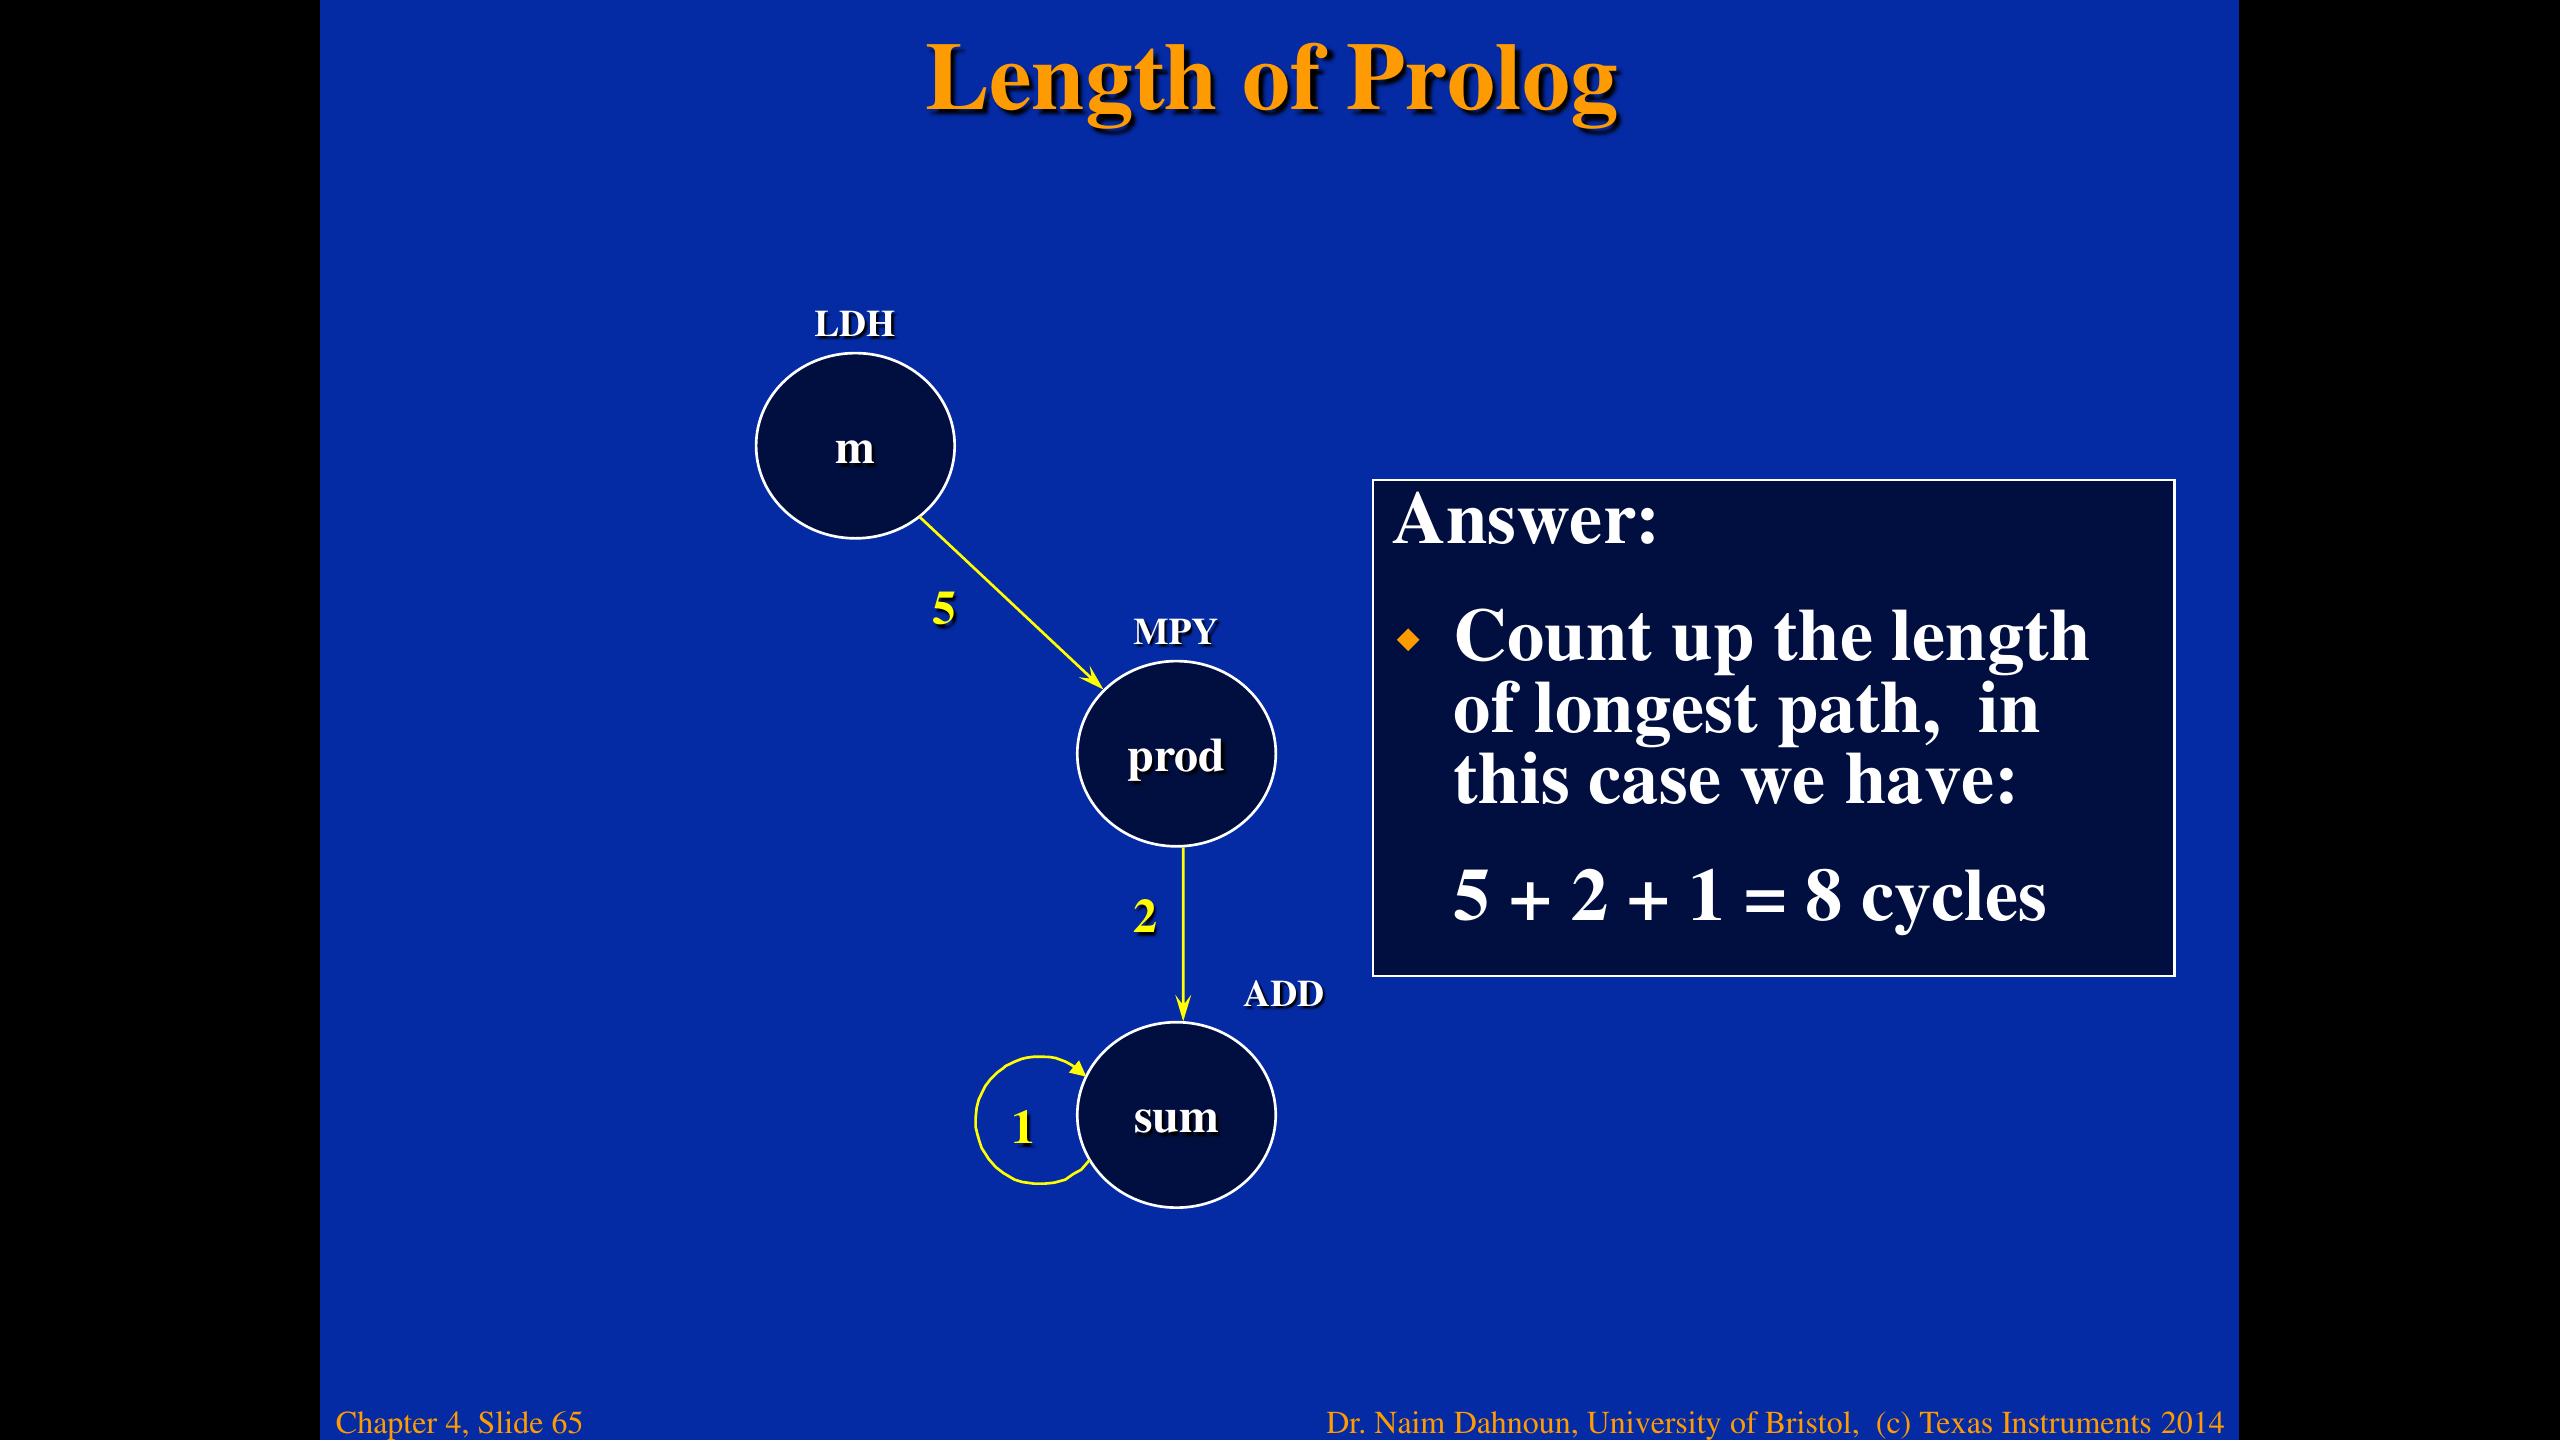 Length of Prolog
LDH
m
5
MPY
prod
2
ADD
1
sum
Answer:
Count up the length
of longest path,  in
this case we have:
5 + 2 + 1 = 8 cycles
Chapter 4, Slide 65
Dr. Naim Dahnoun, University of Bristol,  (c) Texas Instruments 2014